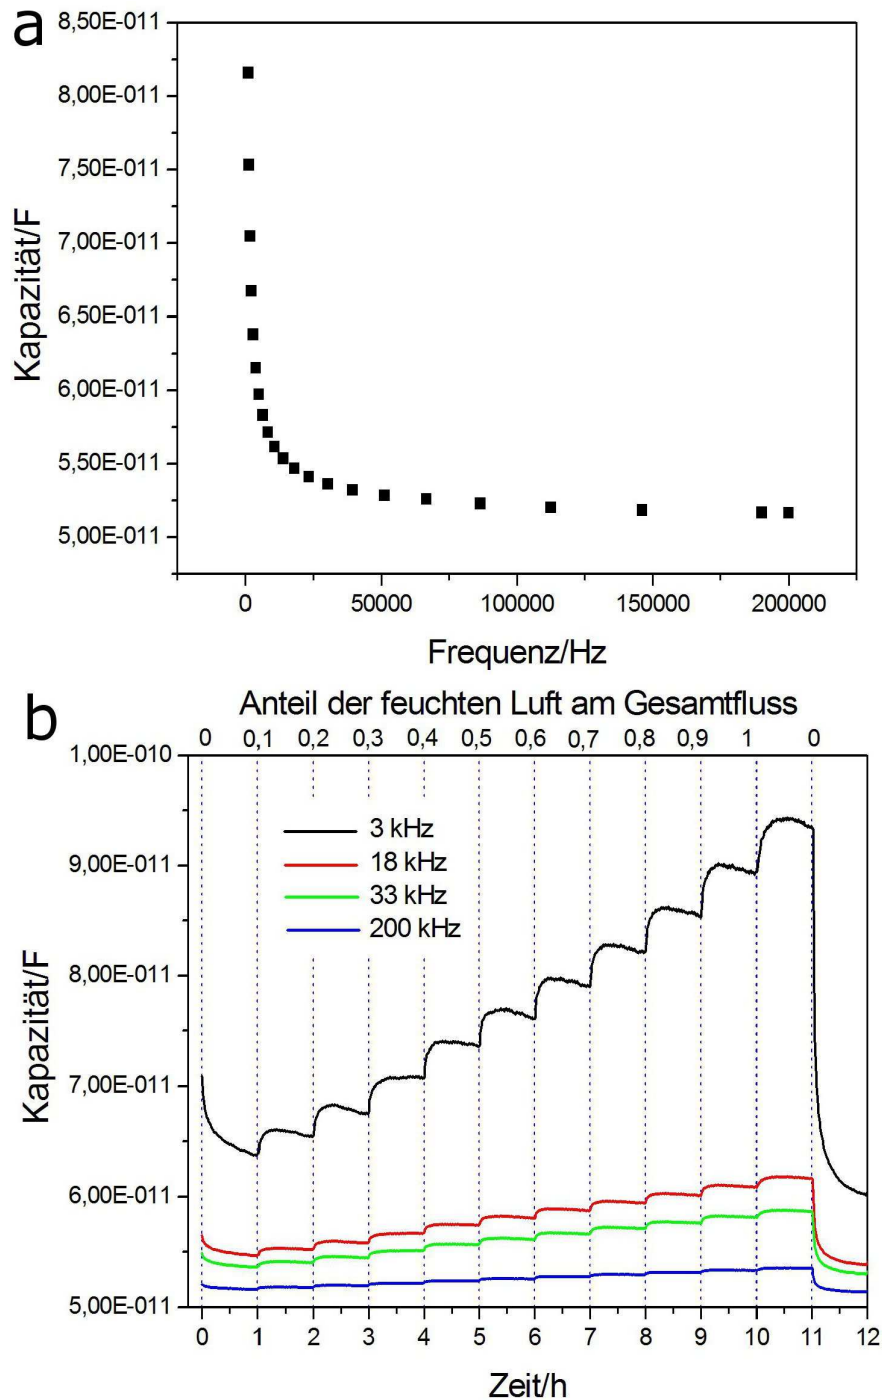 a
8,50E-011
8,00E-011
7,50E-011
7,00E-011
6,50E-011
6,00E-011
5,50E-011
5,00E-011
Kapazität/F
0 50000 100000 150000 200000
Frequenz/Hz
b
Anteil der feuchten Luft am Gesamtfluss
0 0,1 0,2 0,3 0,4 0,5 0,6 0,7 0,8 0,9 1 0
1,00E-010
9,00E-011
8,00E-011
7,00E-011
6,00E-011
5,00E-011
Kapazität/F
3 kHz
18 kHz
33 kHz
200 kHz
0 1 2 3 4 5 6 7 8 9 10 11 12
Zeit/h